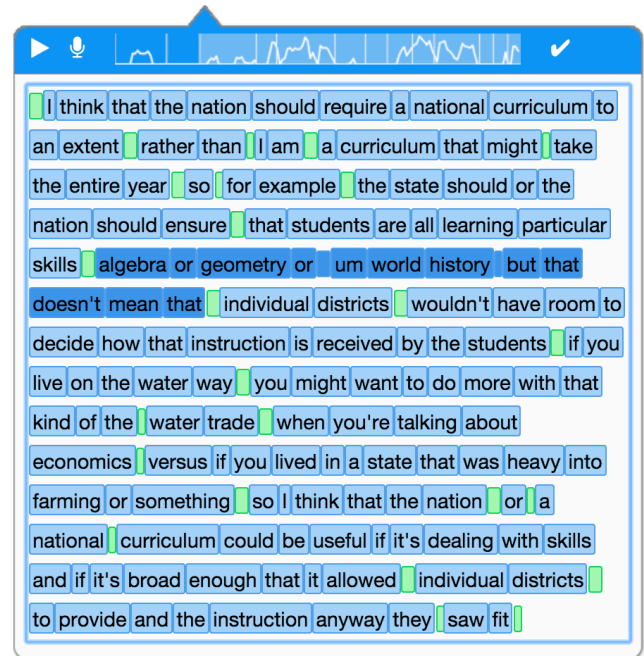 I think that the nation should require a national curriculum to
an extent rather than I am a curriculum that might take
the entire year so for example the state should or the
nation should ensure that students are all learning particular
skills algebra or geometry or um world history but that
doesn't mean that individual districts wouldn't have room to
decide how that instruction is received by the students if you
live on the water way you might want to do more with that
kind of the water trade when you're talking about
economics versus if you lived in a state that was heavy into
farming or something so I think that the nation or a
national curriculum could be useful if it's dealing with skills
and if it's broad enough that it allowed individual districts
to provide and the instruction anyway they saw fit